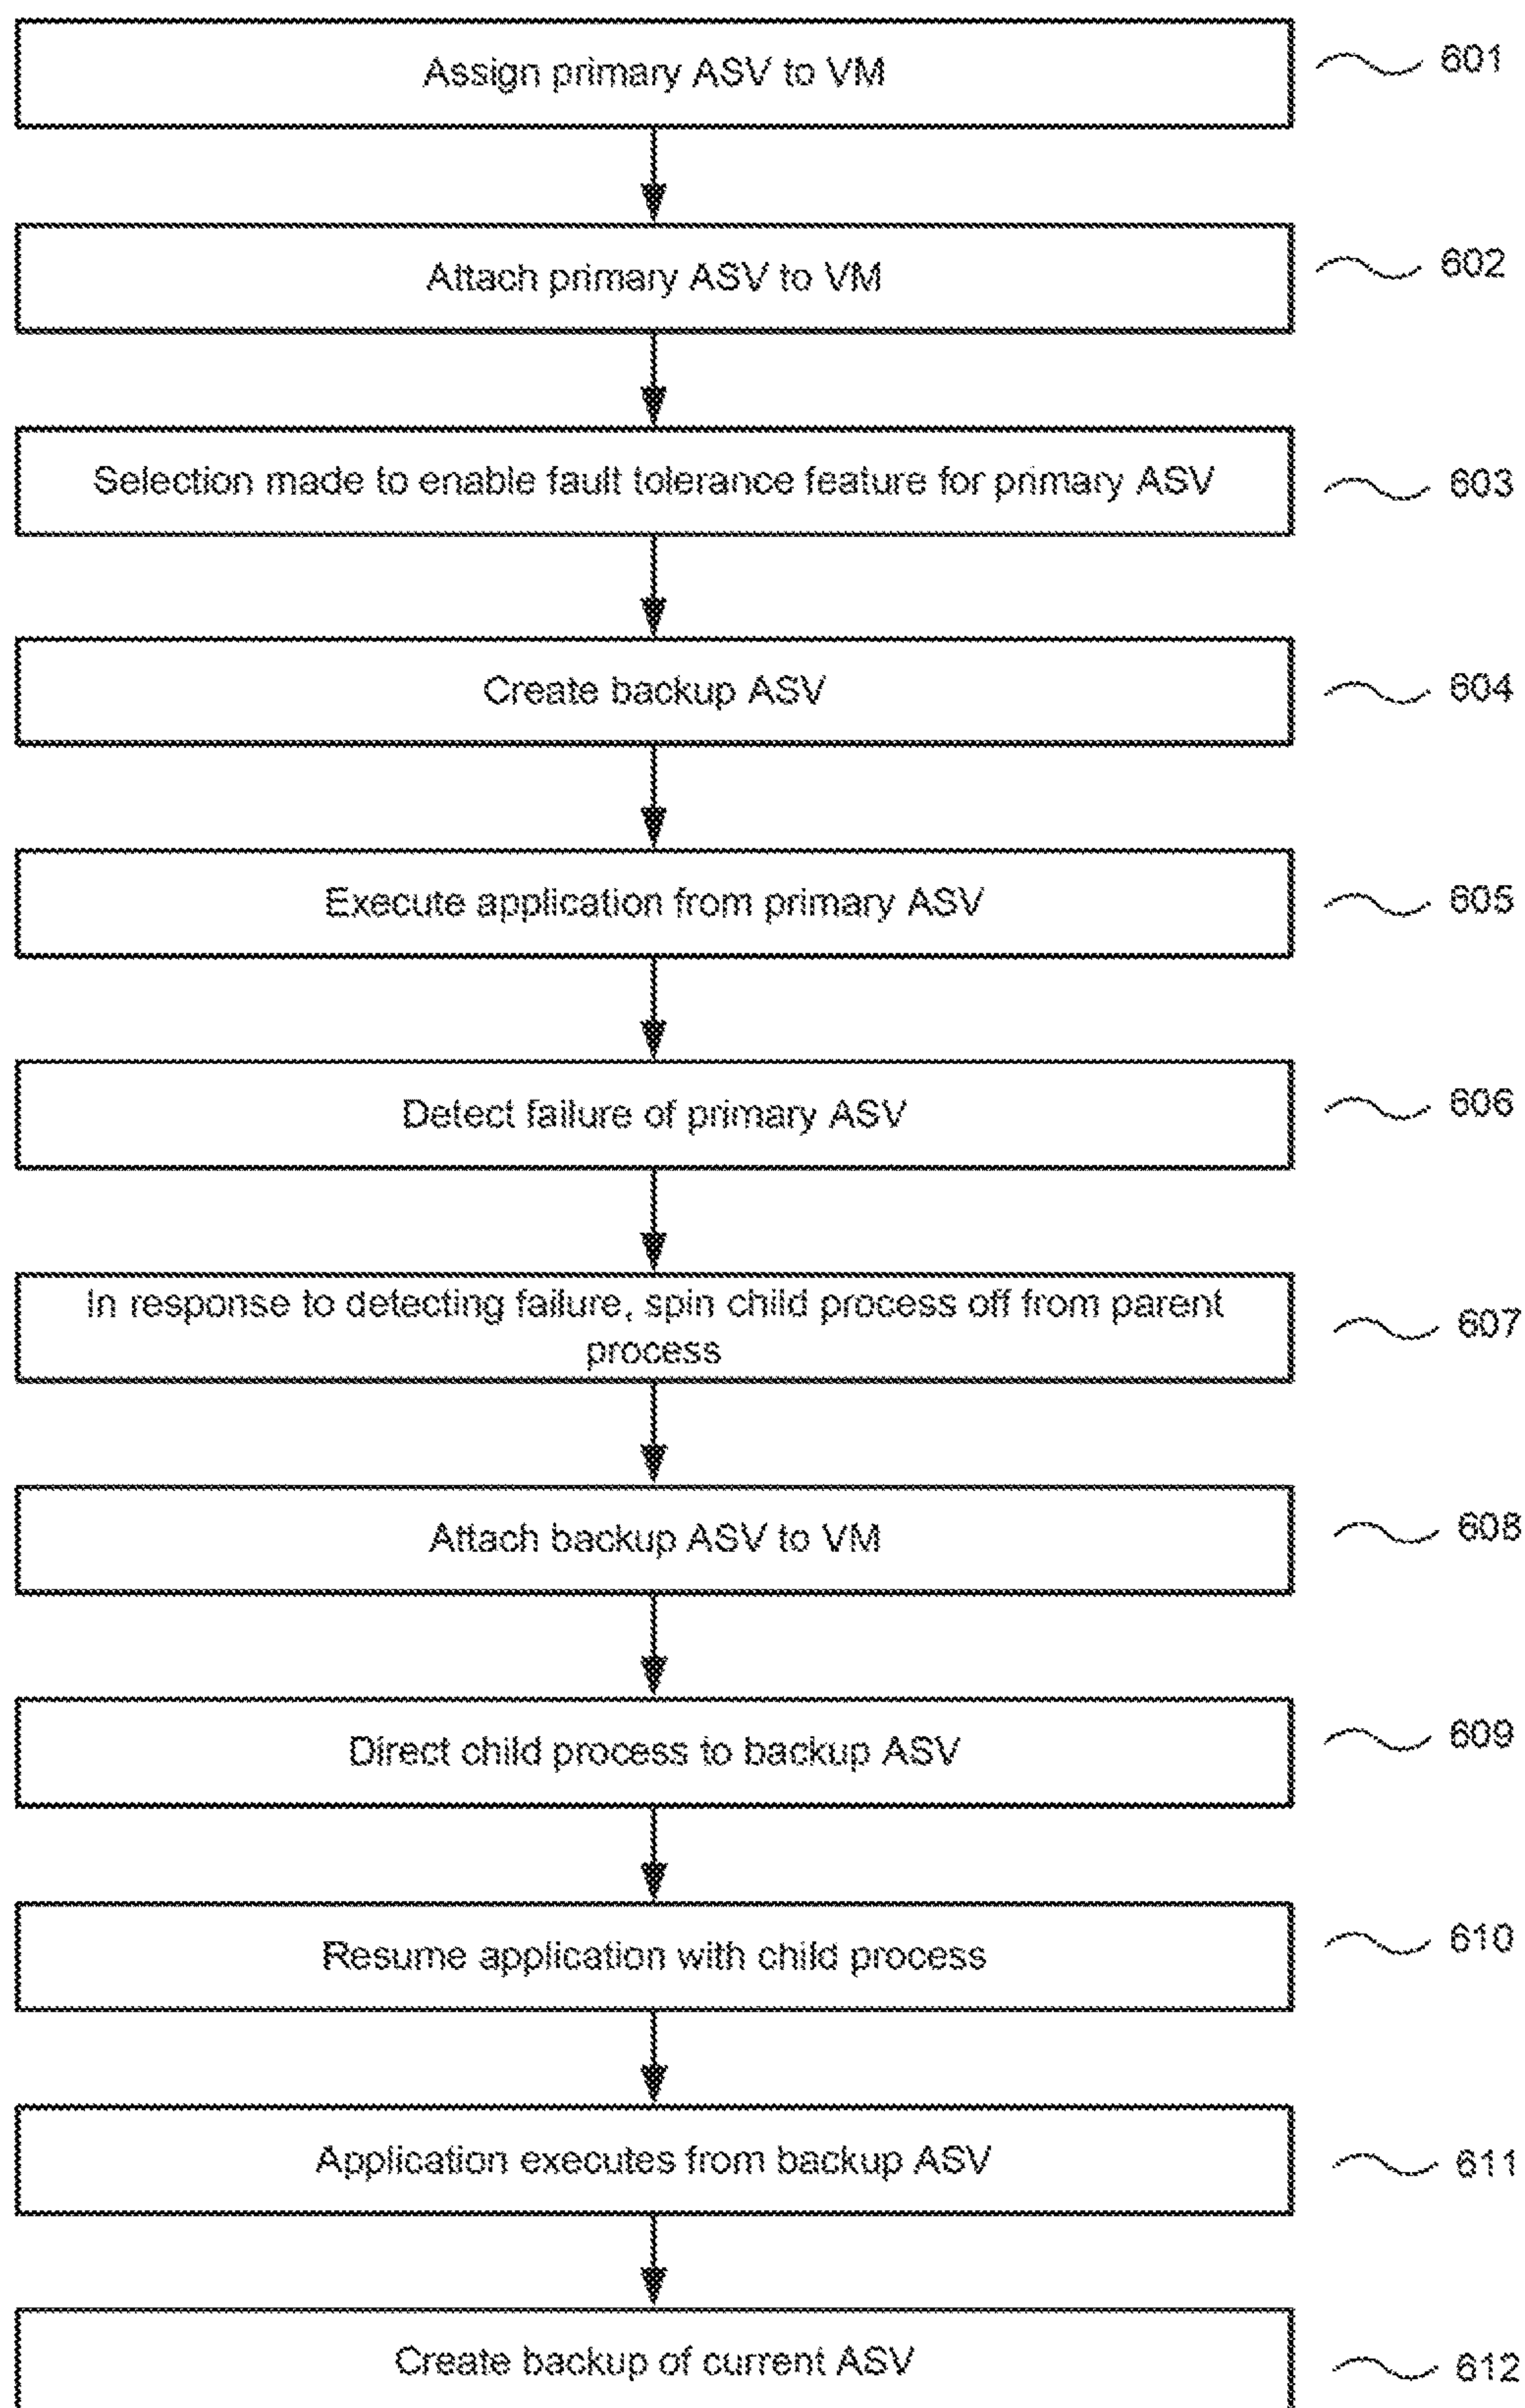 Assign primary ASV to VM
601
Attach primary ASV to VM
602
Selection made to enable fault tolerance feature for primary ASV
603
Create backup ASV
604
Execute application from primary ASV
605
Detect failure of primary ASV
606
In response to detecting failure, spin child process off from parent
process
607
Attach backup ASV to VM
608
Direct child process to backup ASV
609
Resume application with child process
610
Application executes from backup ASV
611
Create backup of current ASV
612